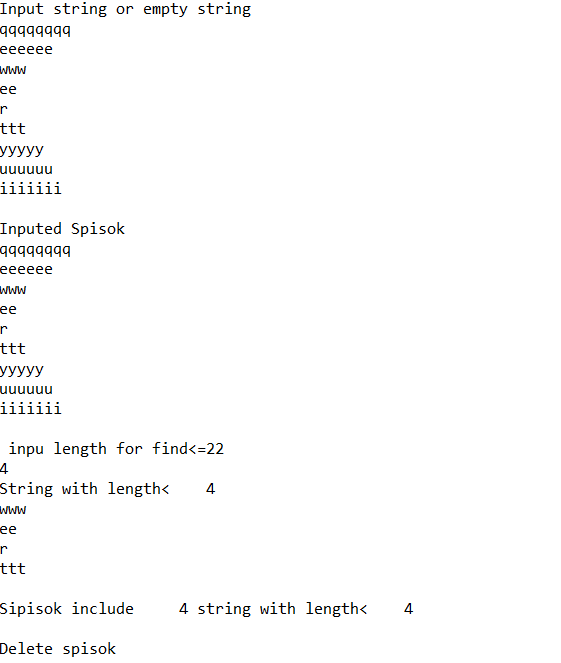 Input string or empty string
qqqqqqqq
eeeeee
www
ee
r
ttt
yyyyy
uuuuuu
iiiiiii
Inputed Spisok
qqqqqqqq
eeeeee
www
ee
r
ttt
yyyyy
uuuuuu
iiiiiii
inpu length for find<=22
4
String with length<    4
www
ee
r
ttt
Sipisok include     4 string with length<    4
Delete spisok